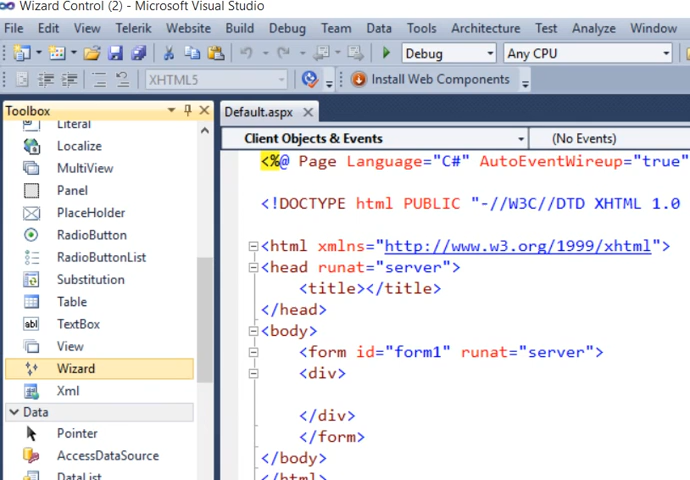 Wizard Control (2) - Microsoft Visual Studio
File Edit View Telerik Website Build Debug Team Data Tools Architecture Test Analyze Window
Debug Any CPU
XHTML5 Install Web Components
Toolbox
Literal
Localize
MultiView
Panel
PlaceHolder
RadioButton
RadioButtonList
Substitution
Table
abl TextBox
View
Wizard
Xml
Data
Pointer
AccessDataSource
DataList
Default.aspx
Client Objects & Events (No Events)
<%@ Page Language="C#" AutoEventWireup="true"
<!DOCTYPE html PUBLIC "-//W3C//DTD XHTML 1.0
<html xmlns="http://www.w3.org/1999/xhtml">
<head runat="server">
<title></title>
</head>
<body>
<form id="form1" runat="server">
<div>
</div>
</form>
</body>
</html>